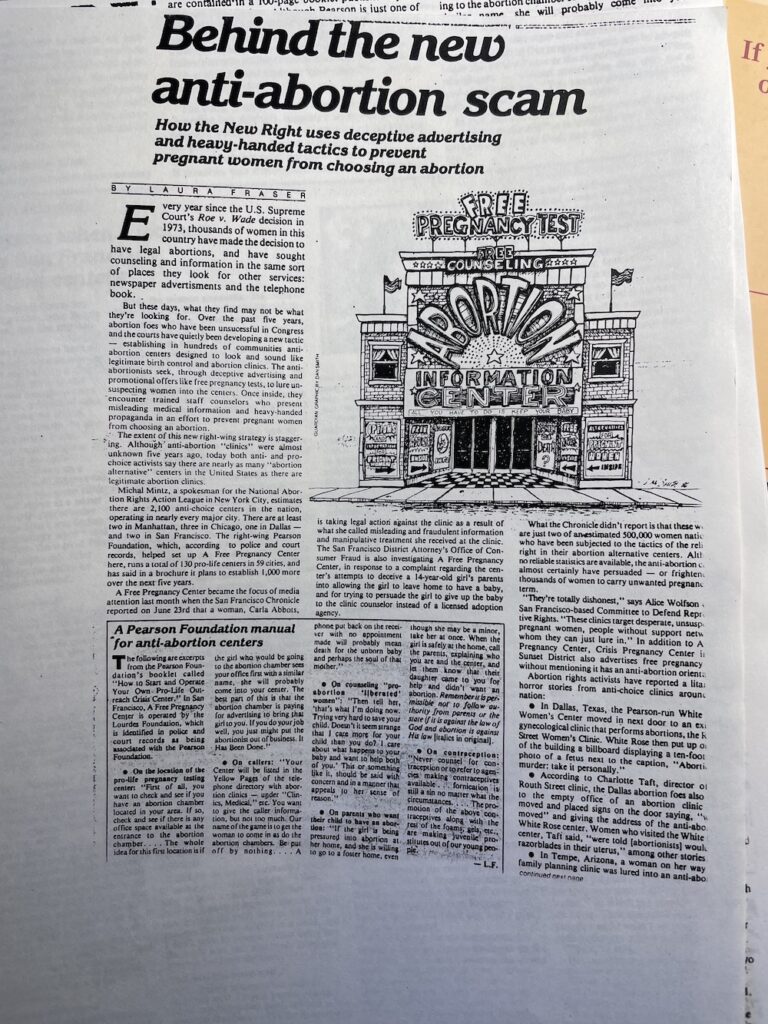 are contained in a 100-page booklet
Pearson is just one of
ing to the abortion
name she will probably come
If
o
Behind the new
anti-abortion scam
How the New Right uses deceptive advertising
and heavy-handed tactics to prevent
pregnant women from choosing an abortion
BY LAURA FRASER
Every year since the U.S. Supreme
Court's Roe v. Wade decision in
1973, thousands of women in this
country have made the decision to
have legal abortions, and have sought
counseling and information in the same sort
of places they look for other services:
newspaper advertisments and the telephone
book.
But these days, what they find may not be what
they're looking for. Over the past five years,
abortion foes who have been unsucessful in Congress
and the courts have quietly been developing a new tactic
— establishing in hundreds of communities anti-
abortion centers designed to look and sound like
legitimate birth control and abortion clinics. The anti-
abortionists seek, through deceptive advertising and
promotional offers like free pregnancy tests, to lure un-
suspecting women into the centers. Once inside, they
encounter trained staff counselors who present
misleading medical information and heavy-handed
propaganda in an effort to prevent pregnant women
from choosing an abortion.
The extent of this new right-wing strategy is stagger-
ing. Although anti-abortion "clinics" were almost
unknown five years ago, today both anti- and pro-
choice activists say there are nearly as many "abortion
alternative" centers in the United States as there are
legitimate abortion clinics.
Michal Mintz, a spokesman for the National Abor-
tion Rights Action League in New York City, estimates
there are 2,100 anti-choice centers in the nation,
operating in nearly every major city. There are at least
two in Manhattan, three in Chicago, one in Dallas —
and two in San Francisco. The right-wing Pearson
Foundation, which, according to police and court
records, helped set up A Free Pregnancy Center
here, runs a total of 130 pro-life centers in 59 cities, and
has said in a brochure it plans to establish 1,000 more
over the next five years.
A Free Pregnancy Center became the focus of media
attention last month when the San Francisco Chronicle
reported on June 23rd that a woman, Carla Abbots,
FREE
PREGNANCY TEST
FREE
COUNSELING
ABORTION
INFORMATION
CENTER
ALL YOU HAVE TO DO IS KEEP YOUR BABY
ALTERNATIVES
INSIDE
is taking legal action against the clinic as a result of
what she called misleading and fraudulent information
and manipulative treatment she received at the clinic.
The San Francisco District Attorney's Office of Con-
sumer Fraud is also investigating A Free Pregnancy
Center, in response to a complaint regarding the cen-
ter's attempts to deceive a 14-year-old girl's parents
into allowing the girl to leave home to have a baby,
and for trying to persuade the girl to give up the baby
to the clinic counselor instead of a licensed adoption
agency.
What the Chronicle didn't report is that these
are just two of an estimated 500,000 women
who have been subjected to the tactics of the
right in their abortion alternative centers.
no reliable statistics are available, the anti-abortion
almost certainly have persuaded — or frighten
thousands of women to carry unwanted
term.
"They're totally dishonest," says Alice Wolfson
San Francisco-based Committee to Defend
tive Rights. "These clinics target desperate,
pregnant women, people without support
whom they can just lure in." In addition to A
Pregnancy Center, Crisis Pregnancy Center
Sunset District also advertises free pregnancy
without mentioning it has an anti-abortion
Abortion rights activists have reported a
horror stories from anti-choice clinics
nation:
● In Dallas, Texas, the Pearson-run White
Women's Center moved in next door to an
gynecological clinic that performs abortions, the
Street Women's Clinic. White Rose then put up
of the building a billboard displaying a ten-foot
photo of a fetus next to the caption, "Aborti
murder: take it personally."
● According to Charlotte Taft, director
Routh Street clinic, the Dallas abortion foes also
to the empty office of an abortion clinic
moved and placed signs on the door saying,
moved" and giving the address of the anti-abo
White Rose center. Women who visited the White
center, Taft said, "were told [abortionists]
razorblades in their uterus," among other stories
● In Tempe, Arizona, a woman on her way
family planning clinic was lured into an
continued next page
A Pearson Foundation manual
for anti-abortion centers
The following are excerpts
from the Pearson Foun-
dation's booklet called
"How to Start and Operate
Your Own Pro-Life Out-
reach Crisis Center." In San
Francisco, A Free Pregnancy
Center is operated by the
Lourdes Foundation, which
is identified in police and
court records as being
associated with the Pearson
Foundation.
● On the location of the
pro-life pregnancy testing
center: "First of all, you
want to check and see if you
have an abortion chamber
located in your area. If so,
check and see if there is any
office space available at the
entrance to the abortion
chamber. . . . The whole
idea for this first location is if
the girl who would be going
to the abortion chamber sees
your office first with a similar
name, she will probably
come into your center. The
best part of this is that the
abortion chamber is paying
for advertising to bring that
girl to you. If you do your job
well, you just might put the
abortionist out of business. It
Has Been Done."
● On callers: "Your
Center will be listed in the
Yellow Pages of the tele-
phone directory with abor-
tion clinics — under "Clin-
ics, Medical," etc. You want
to give the caller informa-
tion, but not too much. Our
name of the game is to get the
woman to come in as do the
abortion chambers. Be put
off by nothing. . . . A
phone put back on the recei-
ver with no appointment
made will probably mean
death for the unborn baby
and perhaps the soul of that
mother."
● On counseling "pro-
abortion 'liberated'
women": "Then tell her,
'that's what I'm doing now.
Trying very hard to save your
child. Doesn't it seem strange
that I care more for your
child than you do? I care
about what happens to your
baby and want to help both
of you.' This or something
like it, should be said with
concern and in a manner that
appeals to her sense of
reason."
● On parents who want
their child to have an abor-
tion: "If the girl is being
pressured into abortion at
her home, and she is willing
to go to a foster home, even
though she may be a minor,
take her at once. When the
girl is safely at the home, call
the parents, explaining who
you are and the center, and
let them know that their
daughter came to you for
help and didn't want an
abortion. Remember it is per-
missible not to follow au-
thority from parents or the
state if it is against the law of
God and abortion is against
His law [italics in original].
● On contraception:
"Never counsel for con-
traception or refer to agen-
cies making contraceptives
available. . . . fornication is
still a sin no matter what the
circumstances. . . . The pro-
motion of the above con-
traceptives along with the
rest of the foams, gels, etc.,
are making juvenile pro-
stitutes out of our young peo-
ple.
— L.F.